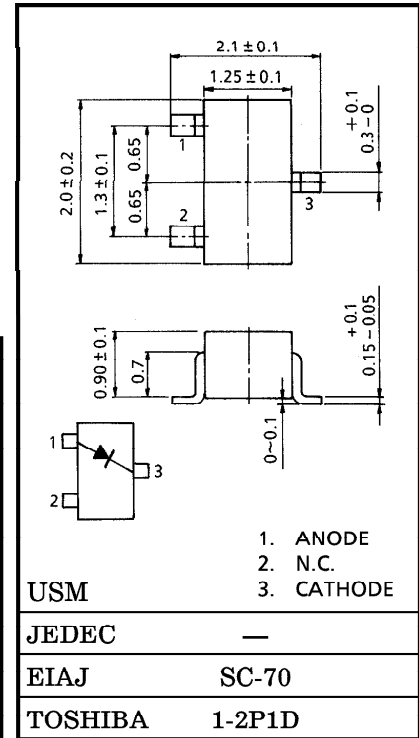 2.1 ± 0.1
1.25 ± 0.1
+ 0.1
0.3 – 0
2.0 ± 0.2
1.3 ± 0.1
0.65
0.65
1
2
3
0.90 ± 0.1
0.7
+ 0.1
0.15 – 0.05
0~0.1
1
2
3
1. ANODE
2. N.C.
3. CATHODE
USM
JEDEC —
EIAJ SC-70
TOSHIBA 1-2P1D